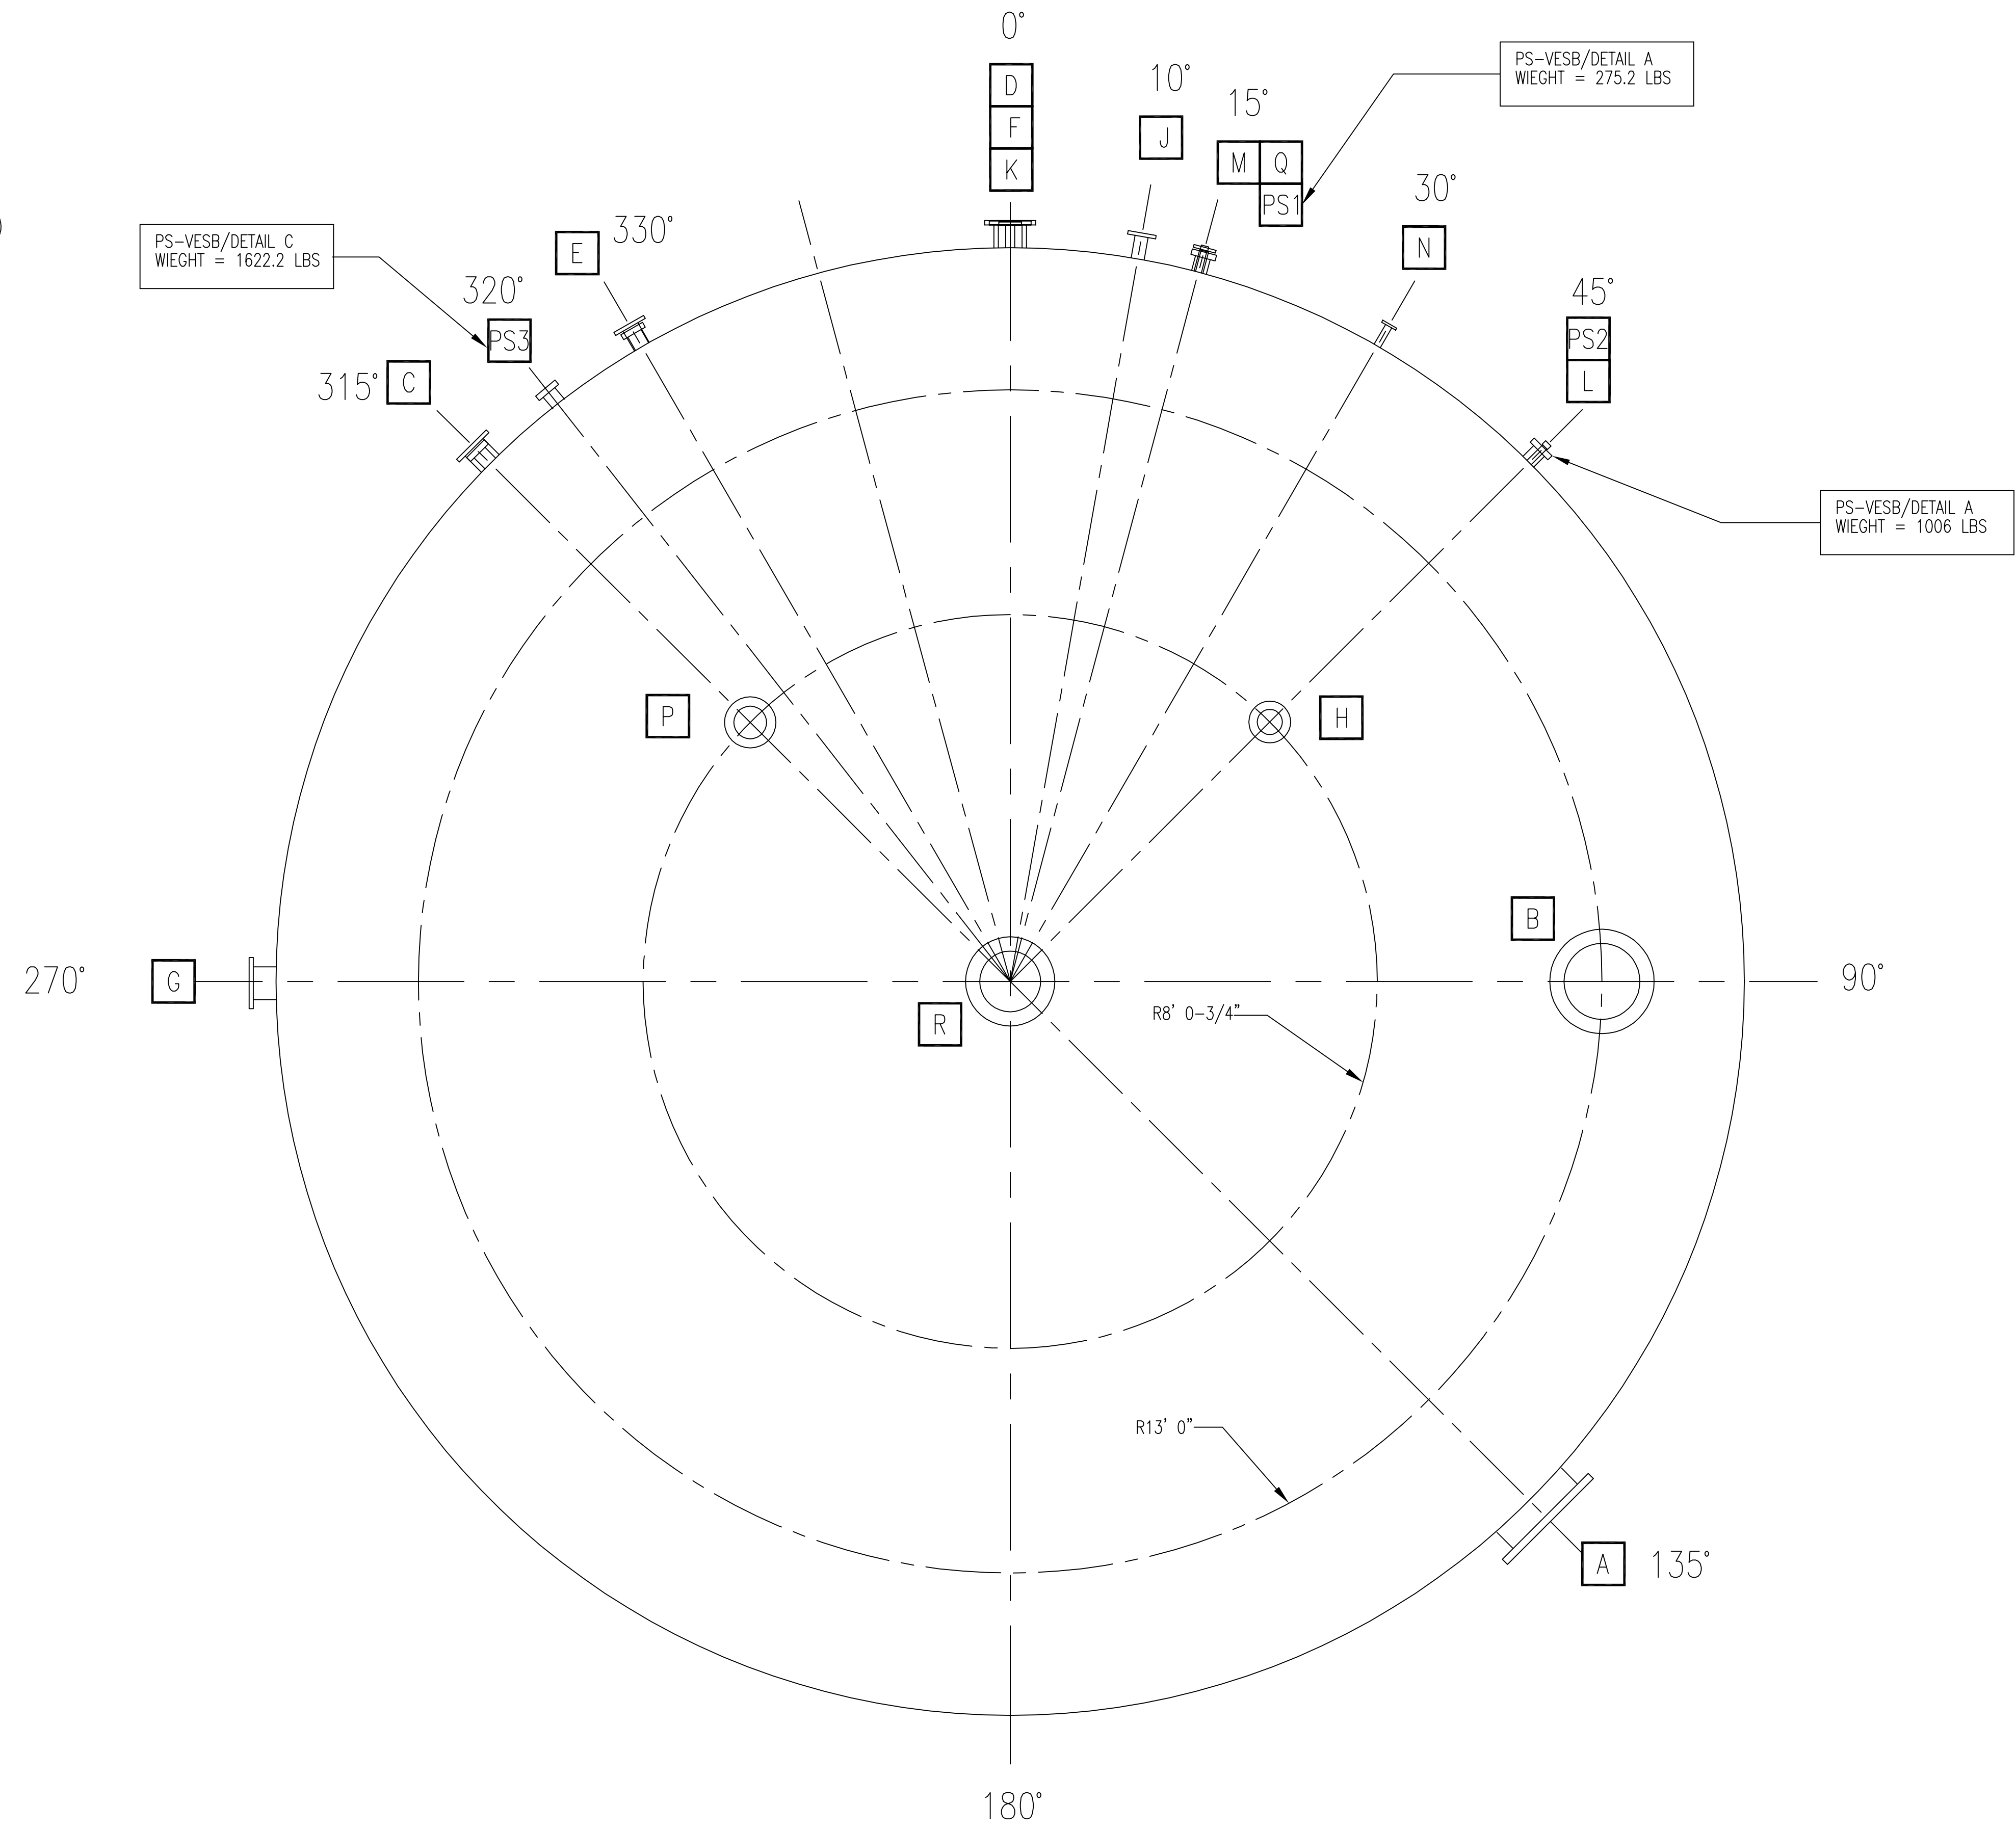 0°
D
F
K
10°
J
15°
M Q
PS1
PS-VESB/DETAIL A
WIEGHT = 275.2 LBS
30°
N
45°
PS2
L
PS-VESB/DETAIL A
WIEGHT = 1006 LBS
PS-VESB/DETAIL C
WIEGHT = 1622.2 LBS
330°
E
320°
PS3
315° C
P
H
B
270° G
90°
R
R8' 0-3/4"
R13' 0"
A 135°
180°